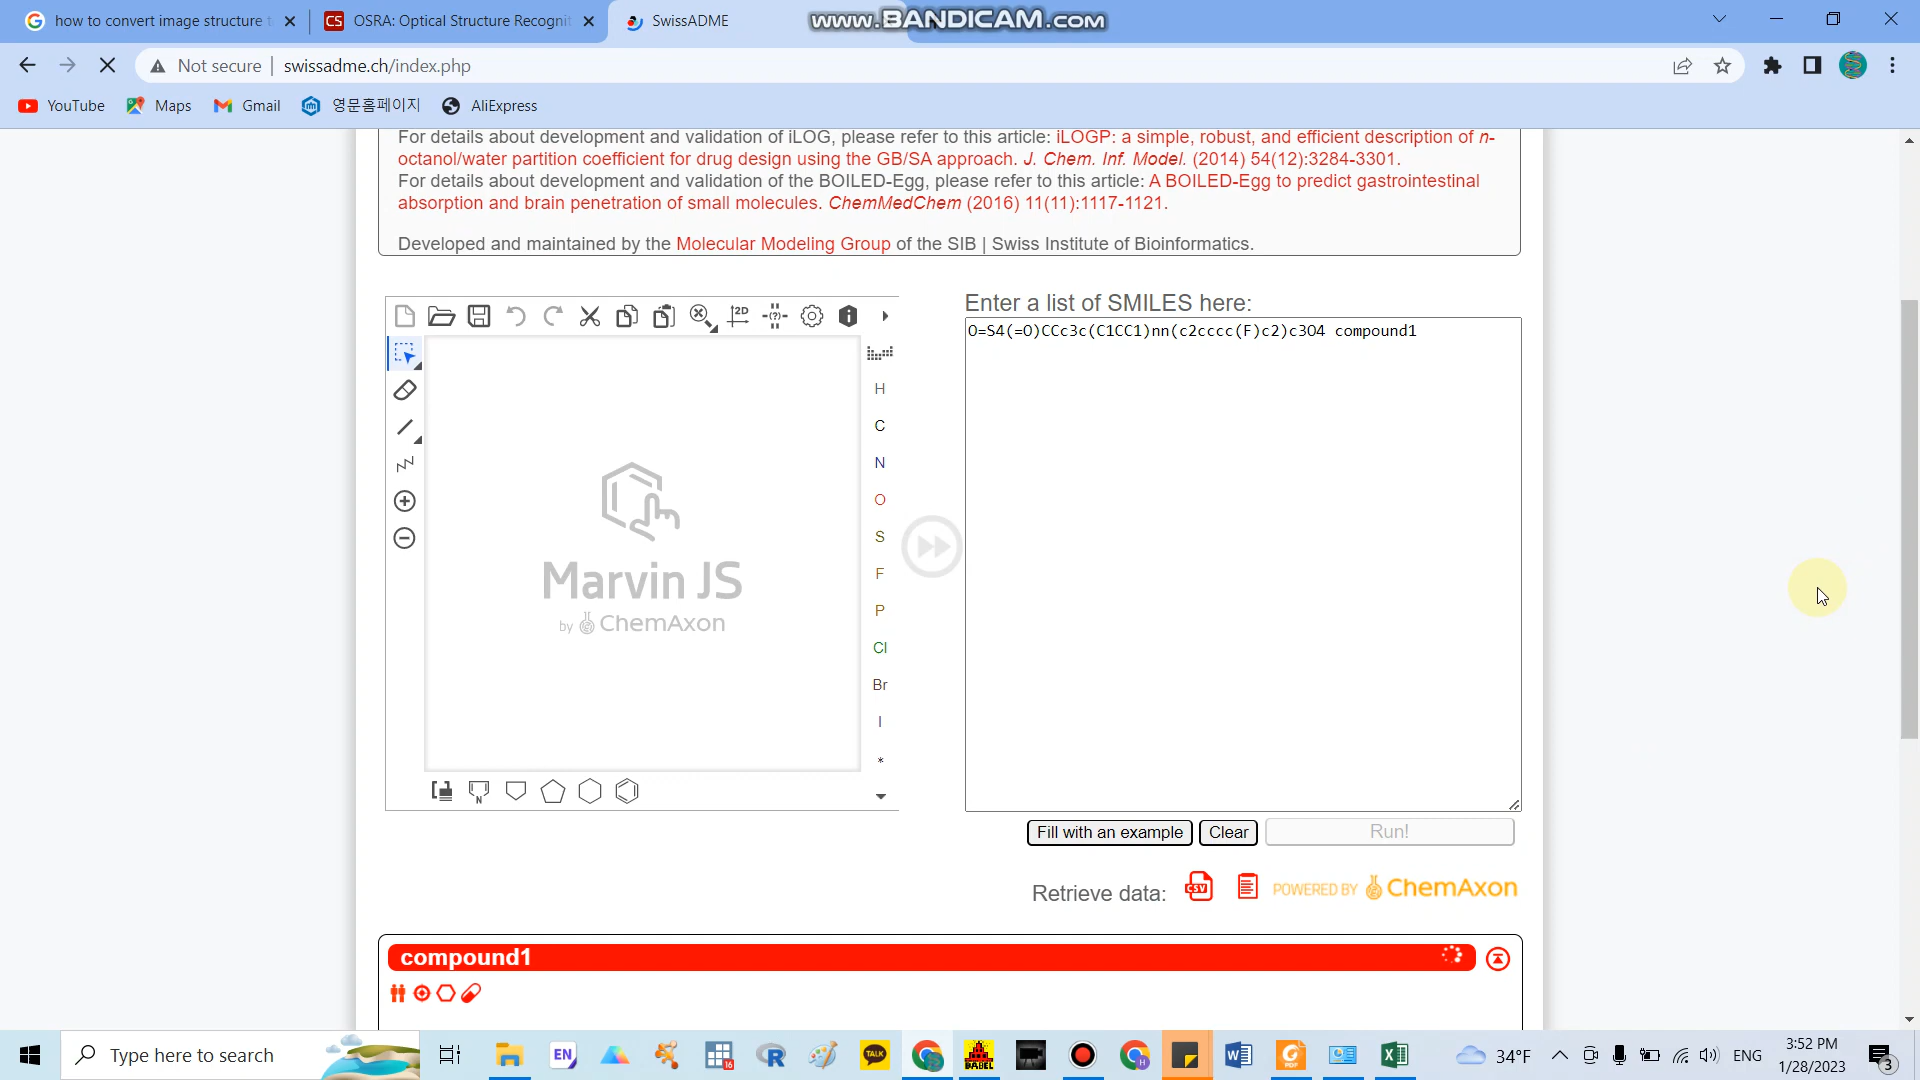 how to convert image structure t
OSRA: Optical Structure Recognit
SwissADME
www.BANDICAM.com
Not secure
swissadme.ch/index.php
YouTube
Maps
Gmail
영문홈페이지
AliExpress
For details about development and validation of iLOG, please refer to this article: iLOGP: a simple, robust, and efficient description of n-
octanol/water partition coefficient for drug design using the GB/SA approach. J. Chem. Inf. Model. (2014) 54(12):3284-3301.
For details about development and validation of the BOILED-Egg, please refer to this article: A BOILED-Egg to predict gastrointestinal
absorption and brain penetration of small molecules. ChemMedChem (2016) 11(11):1117-1121.
Developed and maintained by the Molecular Modeling Group of the SIB | Swiss Institute of Bioinformatics.
Enter a list of SMILES here:
O=S4(=O)CCc3c(C1CC1)nn(c2cccc(F)c2)c3O4 compound1
2D
H
C
N
O
S
F
P
Cl
Br
I
*
Marvin JS
by ChemAxon
N
Fill with an example
Clear
Run!
Retrieve data:
CSV
POWERED BY ChemAxon
compound1
Type here to search
EN
TALK
BABEL
34°F
ENG
3:52 PM
1/28/2023
3